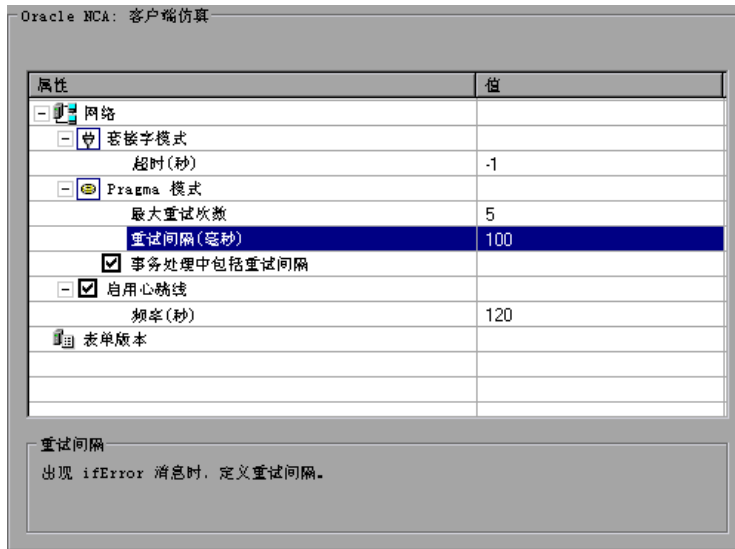 Oracle NCA: 客户端仿真
属性 值
网络
套接字模式
超时(秒) -1
Pragma 模式
最大重试次数 5
重试间隔(毫秒) 100
事务处理中包括重试间隔
启用心跳线
频率(秒) 120
表单版本
重试间隔
出现 ifError 消息时，定义重试间隔。